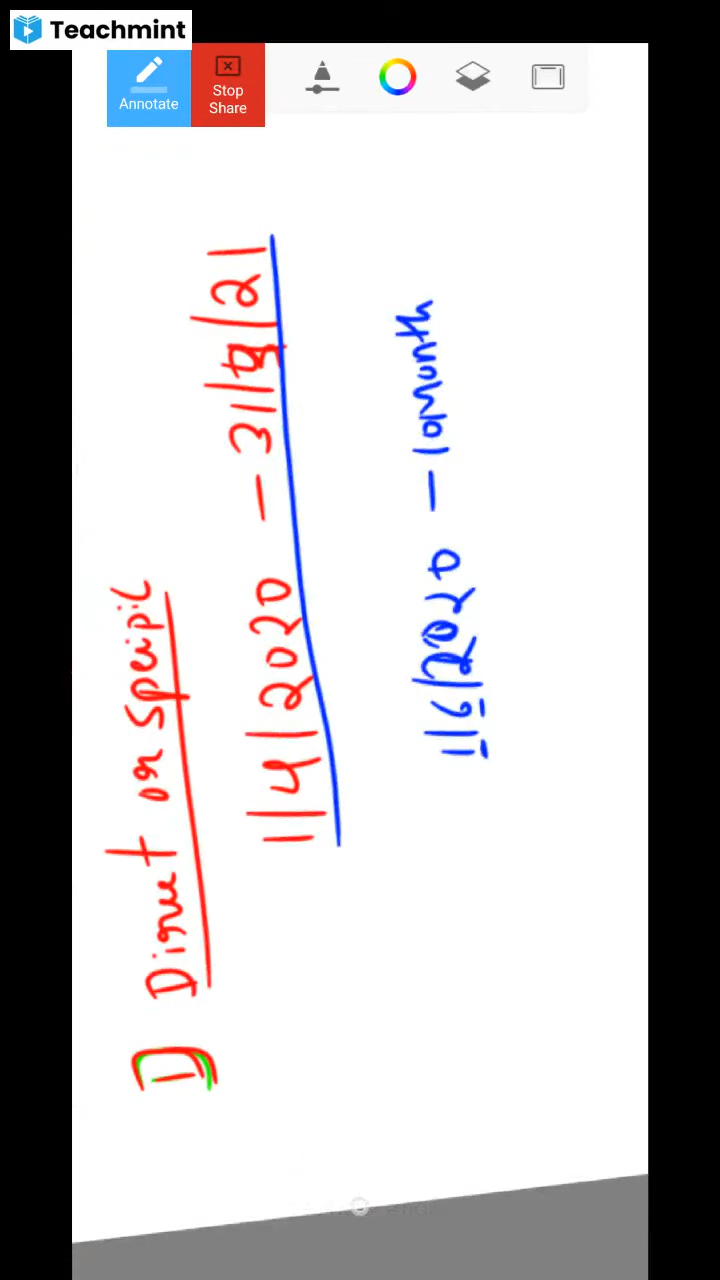 Teachmint
Annotate
Stop
Share
1) Direct or Specific
1/4/2020 - 31/3/21
1/6/2020 - 10month